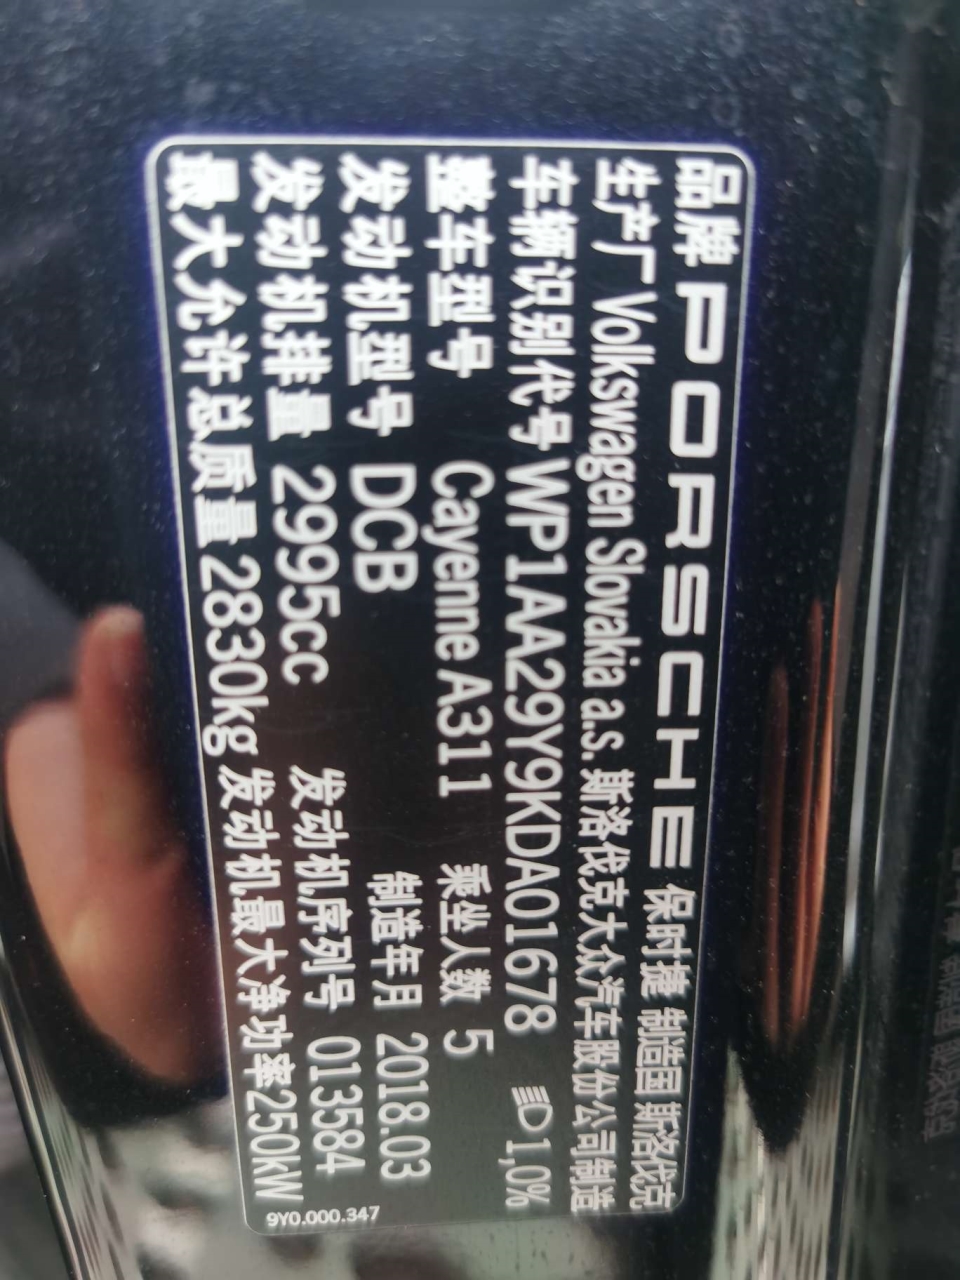 品牌 PORSCHE 保时捷 制造国 斯洛伐克
生产厂 Volkswagen Slovakia a.s. 斯洛伐克大众汽车股份公司制造
车辆识别代号 WP1AA29Y9KDA01678 1,0%
整车型号 Cayenne A311 乘坐人数 5
发动机型号 DCB 制造年月 2018.03
发动机排量 2995cc 发动机序列号 013584
最大允许总质量 2830kg 发动机最大净功率250kW
9Y0.000.347